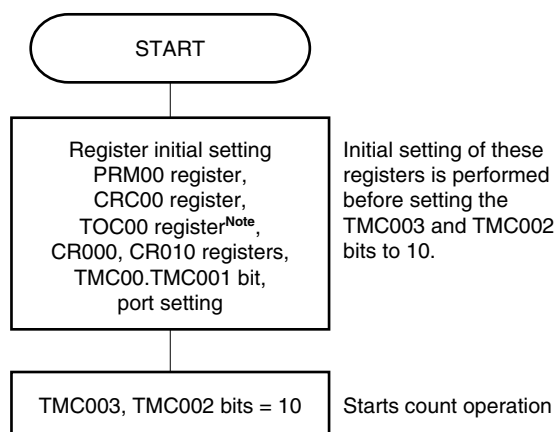 START
Register initial setting
PRM00 register,
CRC00 register,
TOC00 registerNote,
CR000, CR010 registers,
TMC00.TMC001 bit,
port setting
Initial setting of these
registers is performed
before setting the
TMC003 and TMC002
bits to 10.
TMC003, TMC002 bits = 10
Starts count operation